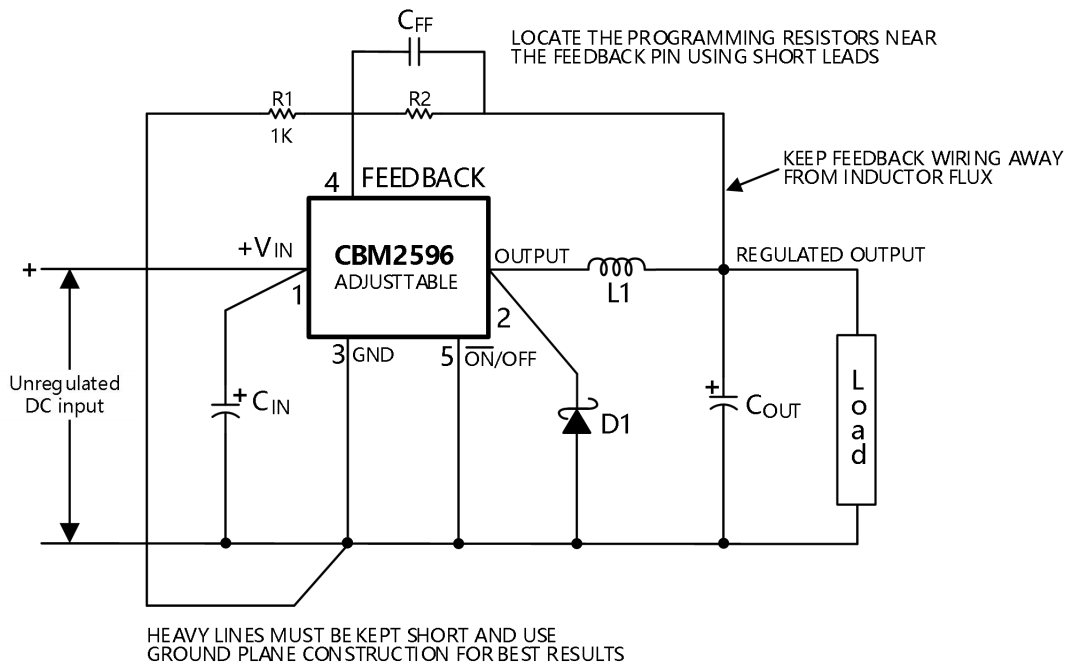 CFF
LOCATE THE PROGRAMMING RESISTORS NEAR
THE FEEDBACK PIN USING SHORT LEADS
R1
R2
1K
KEEP FEEDBACK WIRING AWAY
FROM INDUCTOR FLUX
4 FEEDBACK
+VIN
CBM2596
ADJUSTTABLE
OUTPUT
REGULATED OUTPUT
+
1
L1
2
3 GND
5 ON/OFF
Unregulated
DC input
+ CIN
D1
+
COUT
Load
HEAVY LINES MUST BE KEPT SHORT AND USE
GROUND PLANE CONSTRUCTION FOR BEST RESULTS